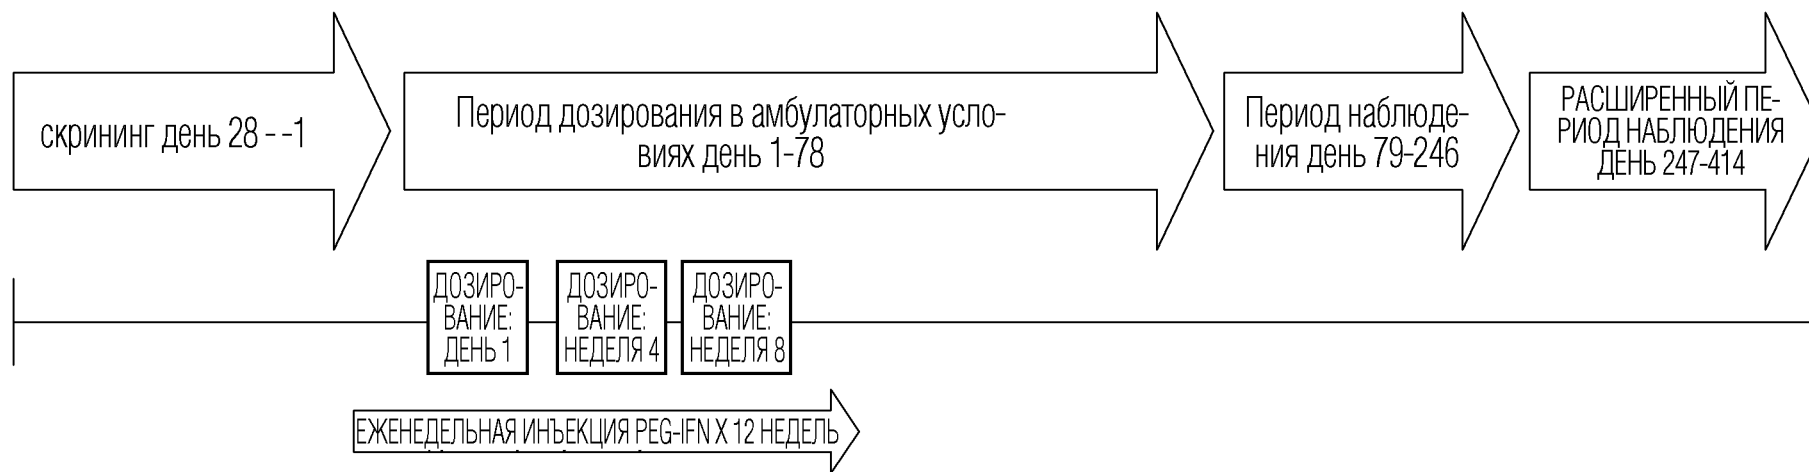 скрининг день 28 - -1
Период дозирования в амбулаторных усло-
виях день 1-78
Период наблюде-
ния день 79-246
РАСШИРЕННЫЙ ПЕ-
РИОД НАБЛЮДЕНИЯ
ДЕНЬ 247-414
ДОЗИРО-
ВАНИЕ:
ДЕНЬ 1
ДОЗИРО-
ВАНИЕ:
НЕДЕЛЯ 4
ДОЗИРО-
ВАНИЕ:
НЕДЕЛЯ 8
ЕЖЕНЕДЕЛЬНАЯ ИНЪЕКЦИЯ PEG-IFN X 12 НЕДЕЛЬ